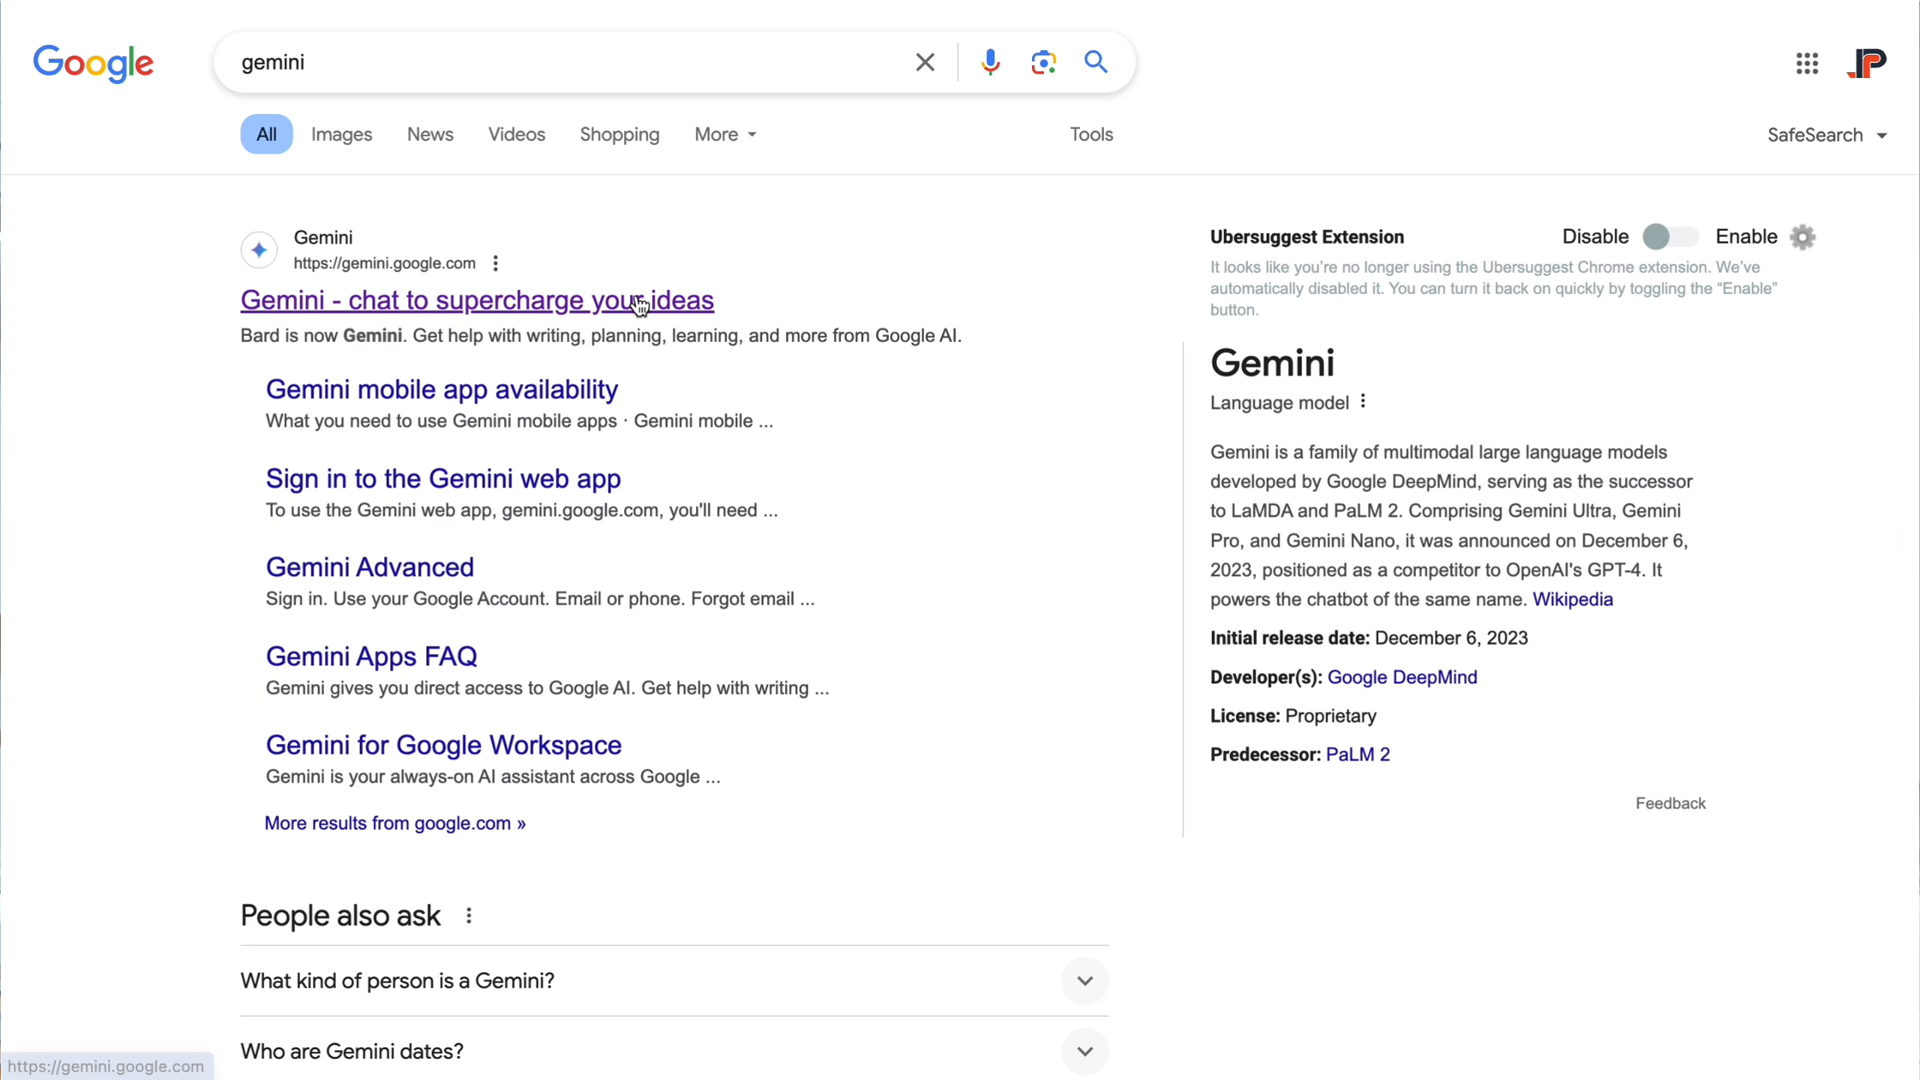 Google
gemini
All
Images
News
Videos
Shopping
More
Tools
SafeSearch
Gemini
https://gemini.google.com
Gemini - chat to supercharge your ideas
Bard is now Gemini. Get help with writing, planning, learning, and more from Google AI.
Gemini mobile app availability
What you need to use Gemini mobile apps · Gemini mobile ...
Sign in to the Gemini web app
To use the Gemini web app, gemini.google.com, you'll need ...
Gemini Advanced
Sign in. Use your Google Account. Email or phone. Forgot email ...
Gemini Apps FAQ
Gemini gives you direct access to Google AI. Get help with writing ...
Gemini for Google Workspace
Gemini is your always-on AI assistant across Google ...
More results from google.com »
People also ask
What kind of person is a Gemini?
Who are Gemini dates?
https://gemini.google.com
Ubersuggest Extension
Disable
Enable
It looks like you're no longer using the Ubersuggest Chrome extension. We've
automatically disabled it. You can turn it back on quickly by toggling the “Enable”
button.
Gemini
Language model
Gemini is a family of multimodal large language models
developed by Google DeepMind, serving as the successor
to LaMDA and PaLM 2. Comprising Gemini Ultra, Gemini
Pro, and Gemini Nano, it was announced on December 6,
2023, positioned as a competitor to OpenAI's GPT-4. It
powers the chatbot of the same name. Wikipedia
Initial release date: December 6, 2023
Developer(s): Google DeepMind
License: Proprietary
Predecessor: PaLM 2
Feedback